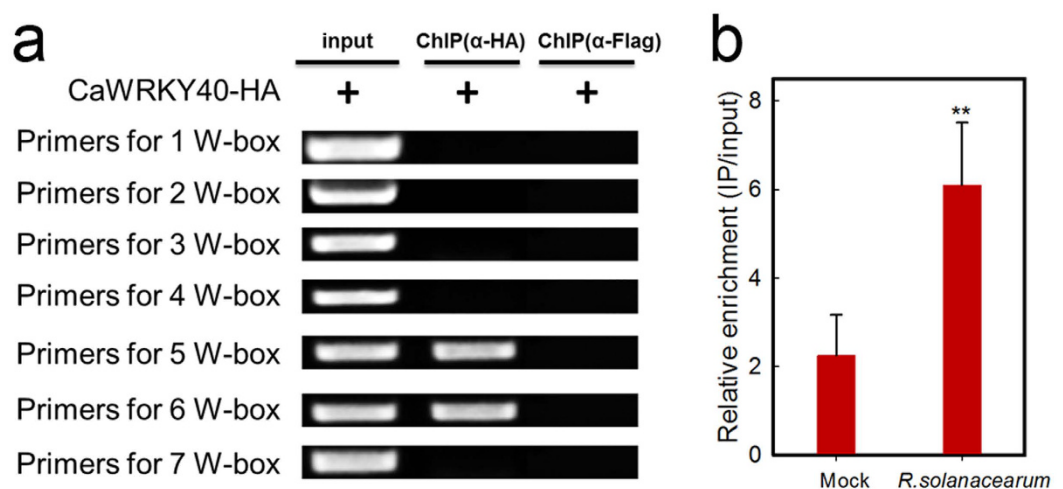 a
input ChIP(α-HA) ChIP(α-Flag)
CaWRKY40-HA + + +
Primers for 1 W-box
Primers for 2 W-box
Primers for 3 W-box
Primers for 4 W-box
Primers for 5 W-box
Primers for 6 W-box
Primers for 7 W-box
b
Relative enrichment (IP/input)
8
6
4
2
0
**
Mock R.solanacearum